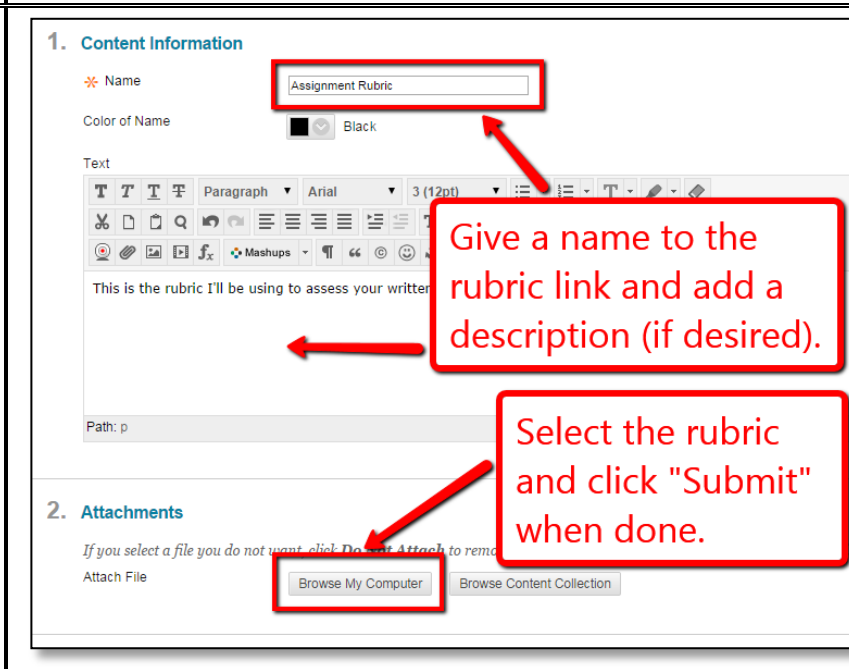 1. Content Information
Name
Assignment Rubric
Color of Name
Black
Text
T T T T Paragraph Arial 3 (12pt) T
Mashups
This is the rubric I'll be using to assess your written
Give a name to the
rubric link and add a
description (if desired).
Path: p
Select the rubric
and click "Submit"
when done.
2. Attachments
If you select a file you do not want, click Do Not Attach to
Attach File
Browse My Computer
Browse Content Collection